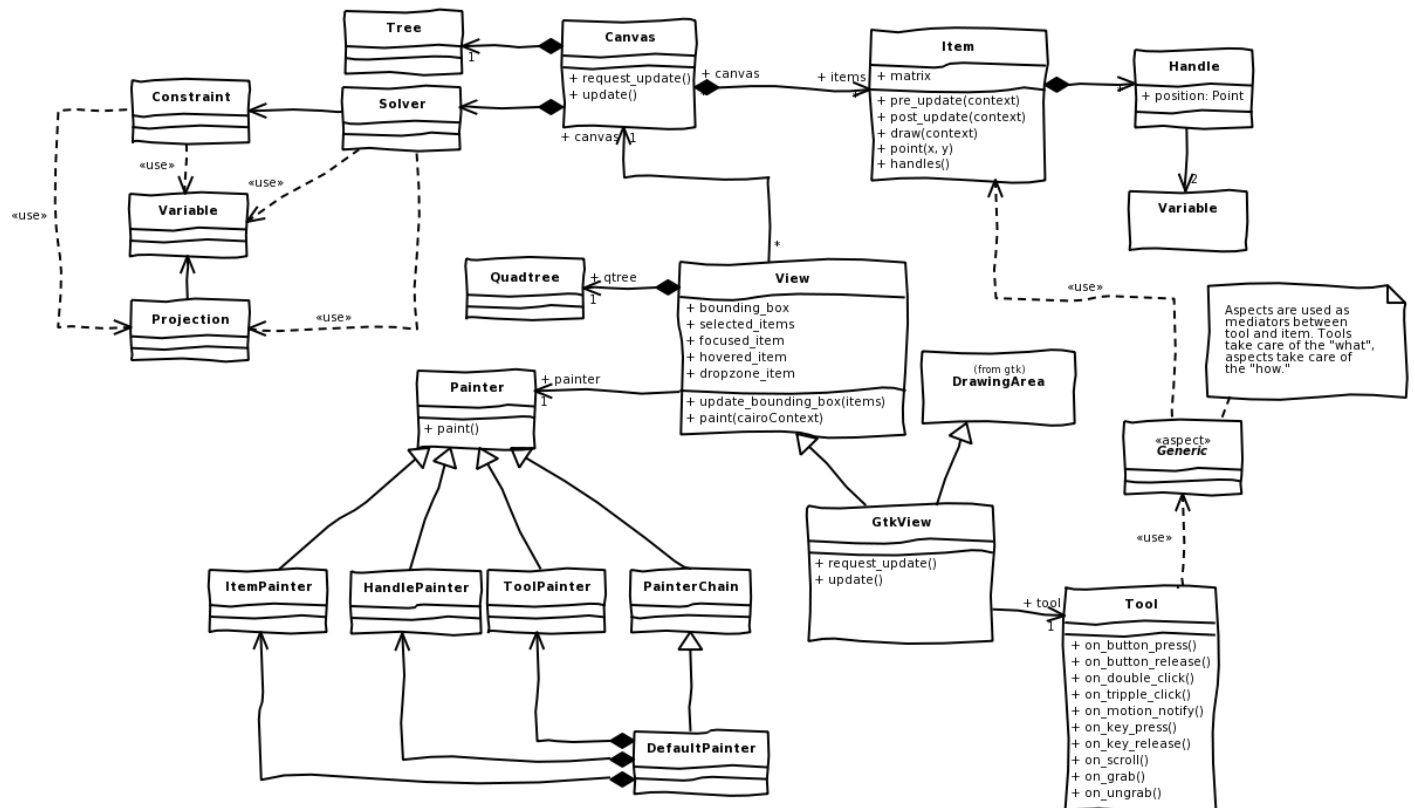 Tree
1
Canvas
+ request_update()
+ update()
+ canvas
+ items
Item
+ matrix
+ pre_update(context)
+ post_update(context)
+ draw(context)
+ point(x, y)
+ handles()
Handle
+ position: Point
2
Variable
Constraint
Solver
+ canvas
1
«use»
«use»
«use»
Variable
Projection
«use»
*
Quadtree
+ qtree
1
View
+ bounding_box
+ selected_items
+ focused_item
+ hovered_item
+ dropzone_item
+ update_bounding_box(items)
+ paint(cairoContext)
«use»
Aspects are used as
mediators between
tool and item. Tools
take care of the "what",
aspects take care of
the "how."
(from gtk)
DrawingArea
Painter
+ paint()
+ painter
1
«aspect»
Generic
«use»
GtkView
+ request_update()
+ update()
+ tool
1
ItemPainter
HandlePainter
ToolPainter
PainterChain
DefaultPainter
Tool
+ on_button_press()
+ on_button_release()
+ on_double_click()
+ on_tripple_click()
+ on_motion_notify()
+ on_key_press()
+ on_key_release()
+ on_scroll()
+ on_grab()
+ on_ungrab()